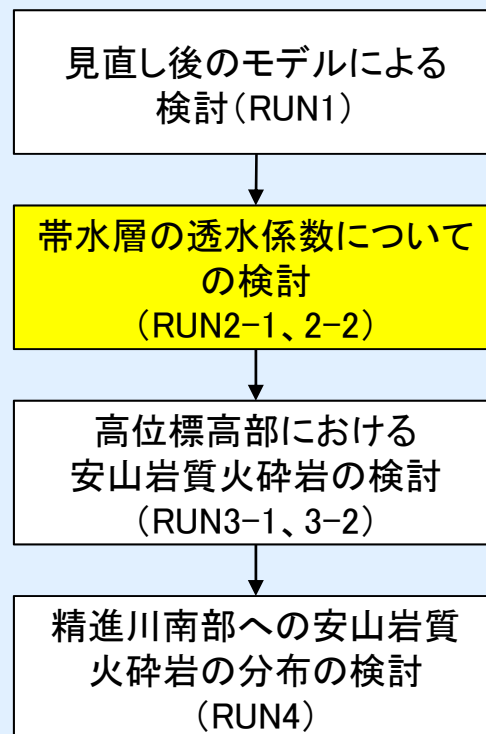 見直し後のモデルによる
検討(RUN1)
帯水層の透水係数について
の検討
(RUN2-1、2-2)
高位標高部における
安山岩質火砕岩の検討
(RUN3-1、3-2)
精進川南部への安山岩質
火砕岩の分布の検討
(RUN4)